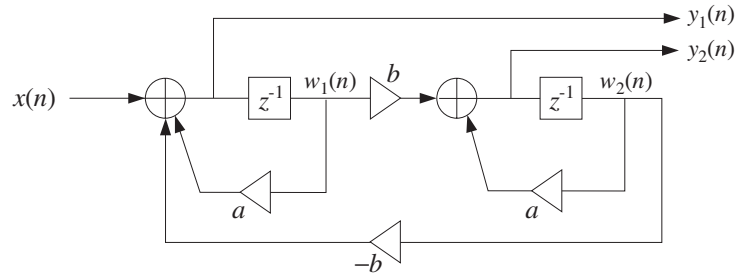 y₁(n)
y₂(n)
x(n)
z⁻¹
w₁(n)
b
z⁻¹
w₂(n)
a
a
−b